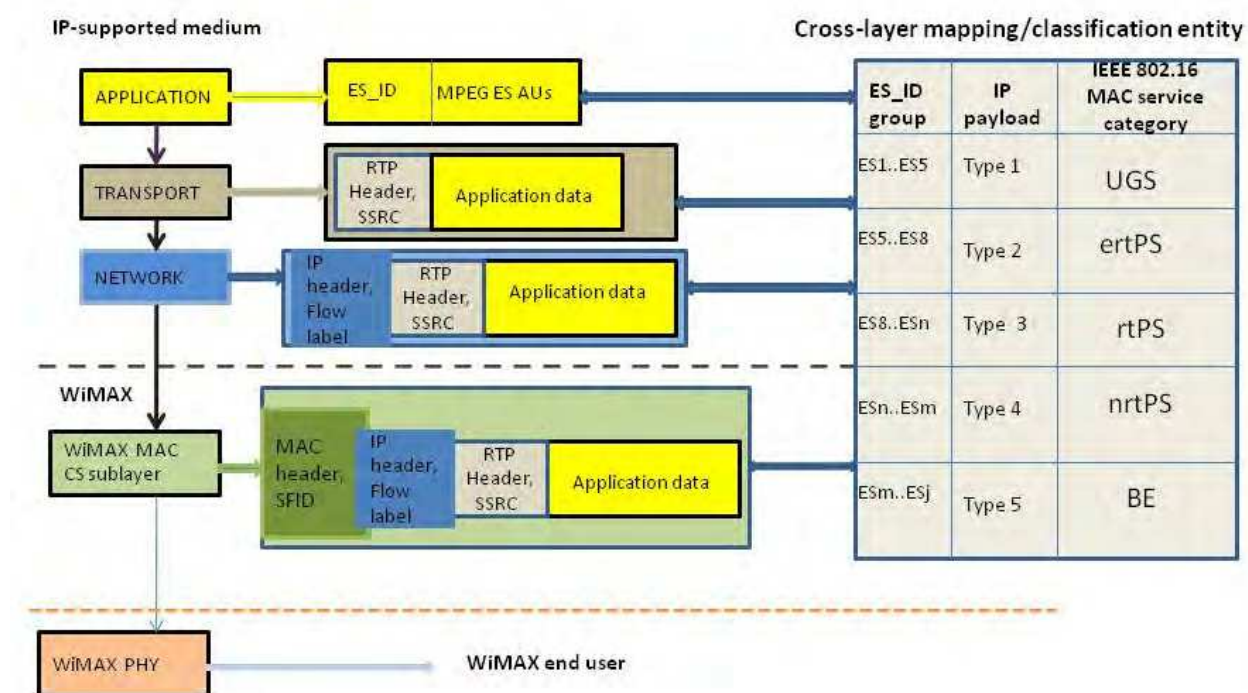 IP-supported medium
Cross-layer mapping/classification entity
APPLICATION
ES_ID
MPEG ES AUs
TRANSPORT
RTP
Header,
SSRC
Application data
NETWORK
IP
header,
Flow
label
RTP
Header,
SSRC
Application data
WiMAX
WiMAX MAC
CS sublayer
MAC
header,
SFID
IP
header,
Flow
label
RTP
Header,
SSRC
Application data
WiMAX PHY
WiMAX end user
ES_ID
group
IP
payload
IEEE 802.16
MAC service
category
ES1..ES5
Type 1
UGS
ES5..ES8
Type 2
ertPS
ES8..ESn
Type 3
rtPS
ESn..ESm
Type 4
nrtPS
ESm..ESj
Type 5
BE